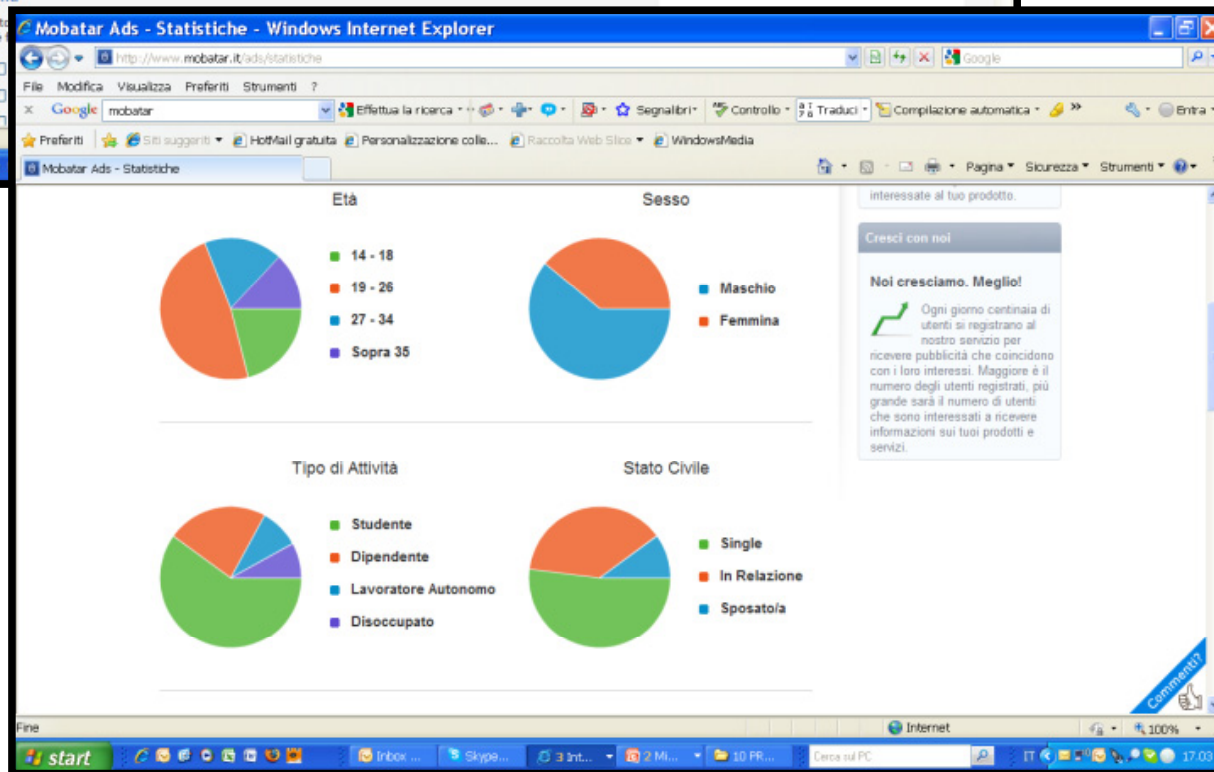 Mobatar Ads - Statistiche - Windows Internet Explorer
http://www.mobatar.it/ads/statistiche
Google
File Modifica Visualizza Preferiti Strumenti ?
x Google mobatar Effettua la ricerca Segnalibri Controllo Traduci Compilazione automatica Entra
Preferiti Siti suggeriti HotMail gratuita Personalizzazione colle... Raccolta Web Slice WindowsMedia
Mobatar Ads - Statistiche
Pagina Sicurezza Strumenti
interessate al tuo prodotto.
Età
14 - 18
19 - 26
27 - 34
Sopra 35
Sesso
Maschio
Femmina
Cresci con noi
Noi cresciamo. Meglio!
Ogni giorno centinaia di
utenti si registrano al
nostro servizio per
ricevere pubblicità che coincidono
con i loro interessi. Maggiore é il
numero degli utenti registrati, più
grande sarà il numero di utenti
che sono interessati a ricevere
informazioni sui tuoi prodotti e
servizi.
Tipo di Attività
Studente
Dipendente
Lavoratore Autonomo
Disoccupato
Stato Civile
Single
In Relazione
Sposato/a
Commenti?
Fine
Internet
100%
start
Inbox ...
Skype...
3 Int...
2 Mi...
10 PR...
Cerca sul PC
IT
17.03